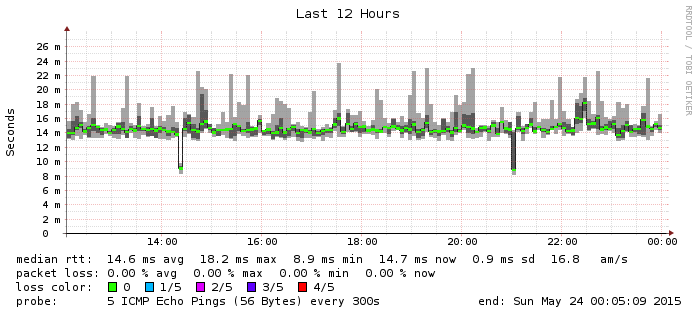 Last 12 Hours
RRDTOOL / TOBI OETIKER
Seconds
26 m
24 m
22 m
20 m
18 m
16 m
14 m
12 m
10 m
8 m
6 m
4 m
2 m
0
14:00 16:00 18:00 20:00 22:00 00:00
median rtt: 14.6 ms avg 18.2 ms max 8.9 ms min 14.7 ms now 0.9 ms sd 16.8 am/s
packet loss: 0.00 % avg 0.00 % max 0.00 % min 0.00 % now
loss color: 0 1/5 2/5 3/5 4/5
probe: 5 ICMP Echo Pings (56 Bytes) every 300s end: Sun May 24 00:05:09 2015